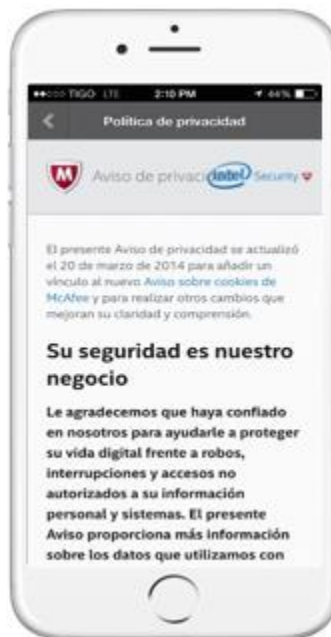 TIGO LTE 2:10 PM 44%
Política de privacidad
M Aviso de privaci intel Security
El presente Aviso de privacidad se actualizó
el 20 de marzo de 2014 para añadir un
vínculo al nuevo Aviso sobre cookies de
McAfee y para realizar otros cambios que
mejoran su claridad y comprensión.
Su seguridad es nuestro
negocio
Le agradecemos que haya confiado
en nosotros para ayudarle a proteger
su vida digital frente a robos,
interrupciones y accesos no
autorizados a su información
personal y sistemas. El presente
Aviso proporciona más información
sobre los datos que utilizamos con